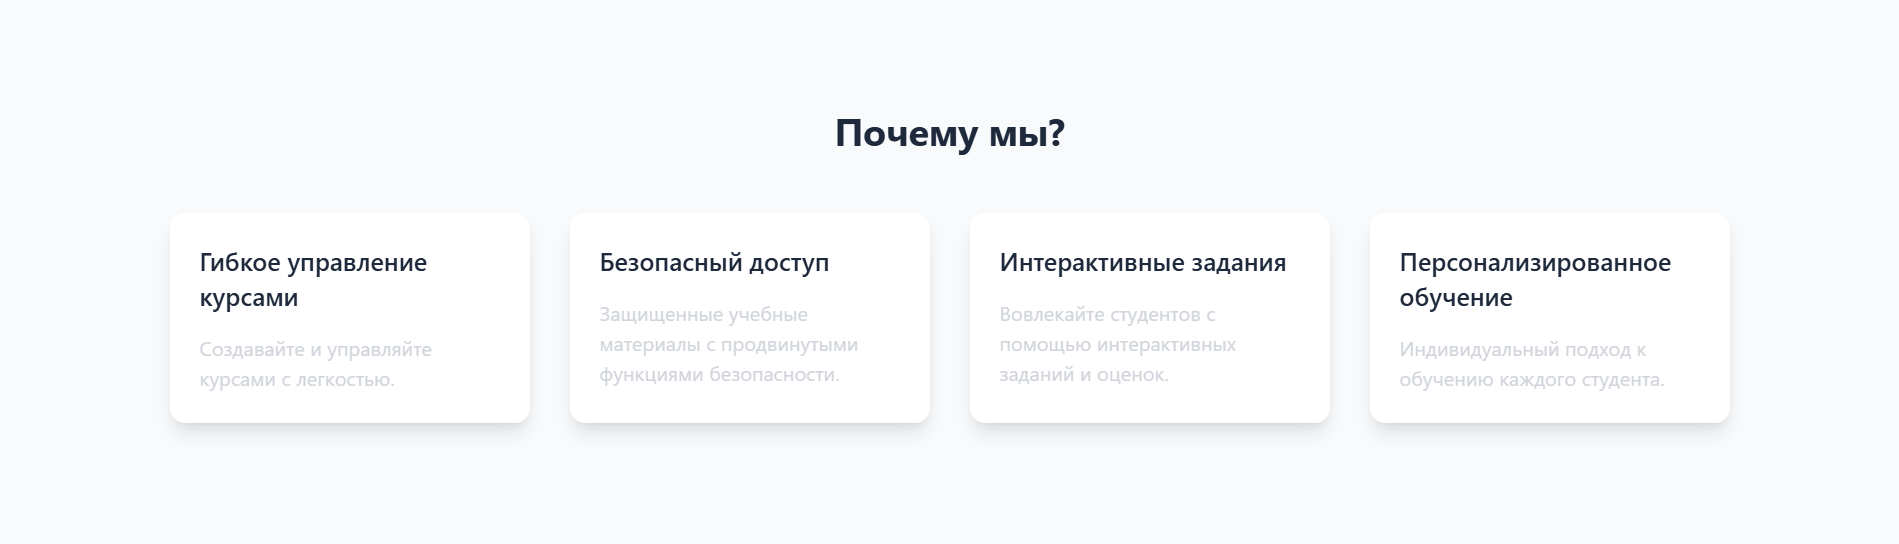 Почему мы?
Гибкое управление
курсами
Создавайте и управляйте
курсами с легкостью.
Безопасный доступ
Защищенные учебные
материалы с продвинутыми
функциями безопасности.
Интерактивные задания
Вовлекайте студентов с
помощью интерактивных
заданий и оценок.
Персонализированное
обучение
Индивидуальный подход к
обучению каждого студента.